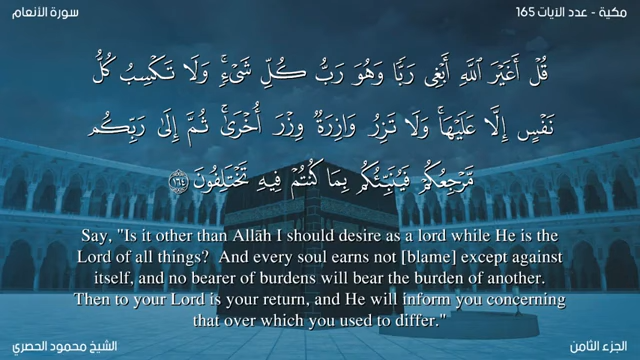 سورة الأنعام
مكية - عدد الآيات 165
قُلْ أَغَيْرَ ٱللَّهِ أَبْغِى رَبًّا وَهُوَ رَبُّ كُلِّ شَىْءٍ ۚ وَلَا تَكْسِبُ كُلُّ
نَفْسٍ إِلَّا عَلَيْهَا ۚ وَلَا تَزِرُ وَازِرَةٌ وِزْرَ أُخْرَىٰ ۚ ثُمَّ إِلَىٰ رَبِّكُم
مَّرْجِعُكُمْ فَيُنَبِّئُكُم بِمَا كُنتُمْ فِيهِ تَخْتَلِفُونَ ١٦٤
Say, "Is it other than Allāh I should desire as a lord while He is the
Lord of all things?  And every soul earns not [blame] except against
itself, and no bearer of burdens will bear the burden of another.
Then to your Lord is your return, and He will inform you concerning
that over which you used to differ."
الشيخ محمود الحصري
الجزء الثامن